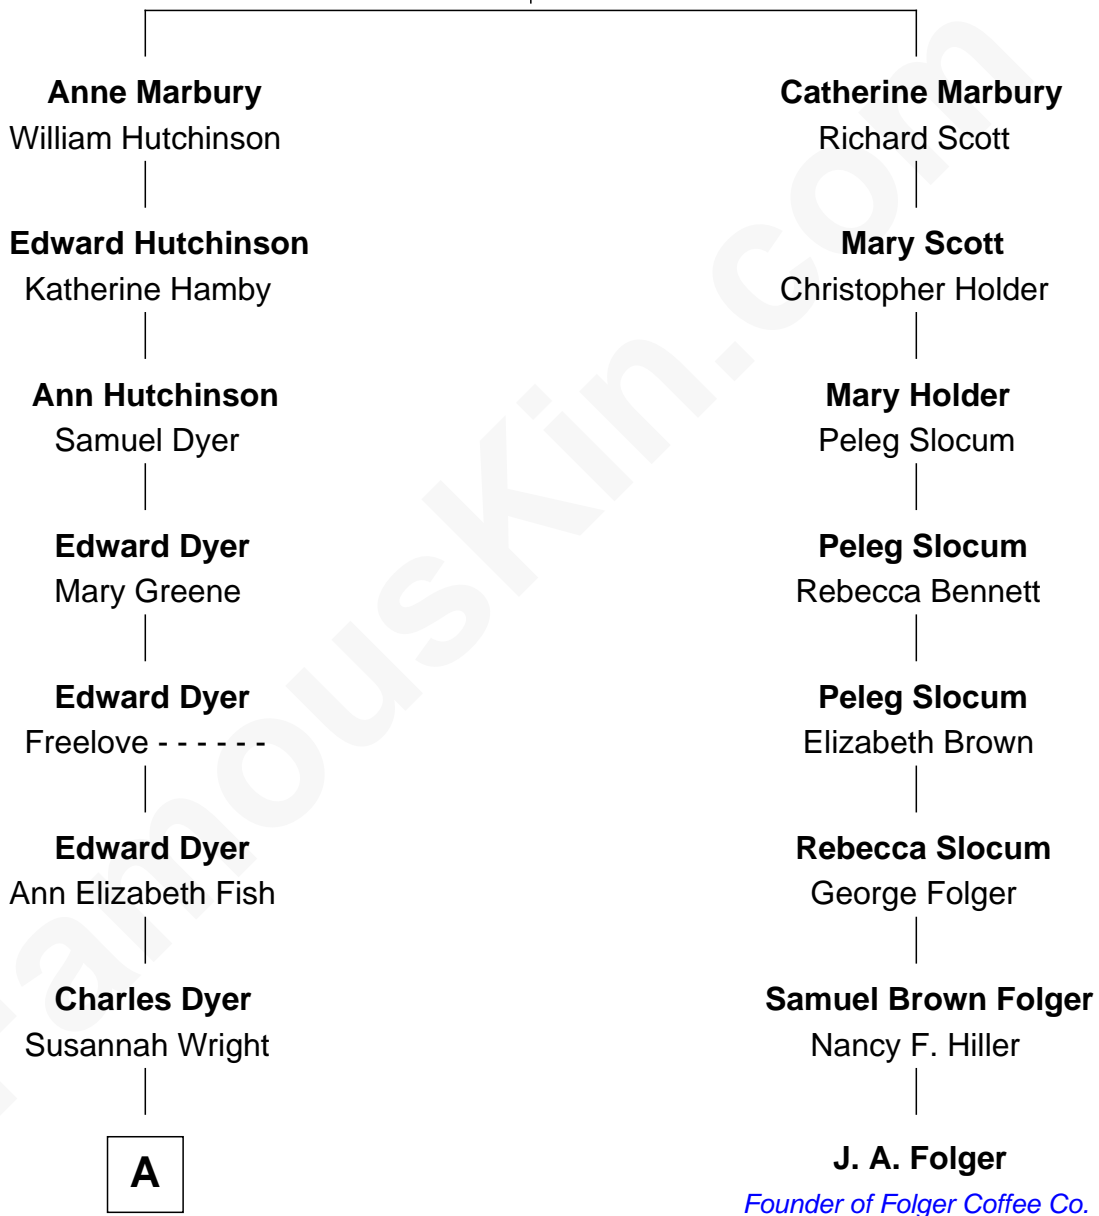 Anne Marbury
William Hutchinson
Edward Hutchinson
Katherine Hamby
Ann Hutchinson
Samuel Dyer
Edward Dyer
Mary Greene
Edward Dyer
Freelove - - - - - -
Edward Dyer
Ann Elizabeth Fish
Charles Dyer
Susannah Wright
A
Catherine Marbury
Richard Scott
Mary Scott
Christopher Holder
Mary Holder
Peleg Slocum
Peleg Slocum
Rebecca Bennett
Peleg Slocum
Elizabeth Brown
Rebecca Slocum
George Folger
Samuel Brown Folger
Nancy F. Hiller
J. A. Folger
Founder of Folger Coffee Co.
FamousKin.com